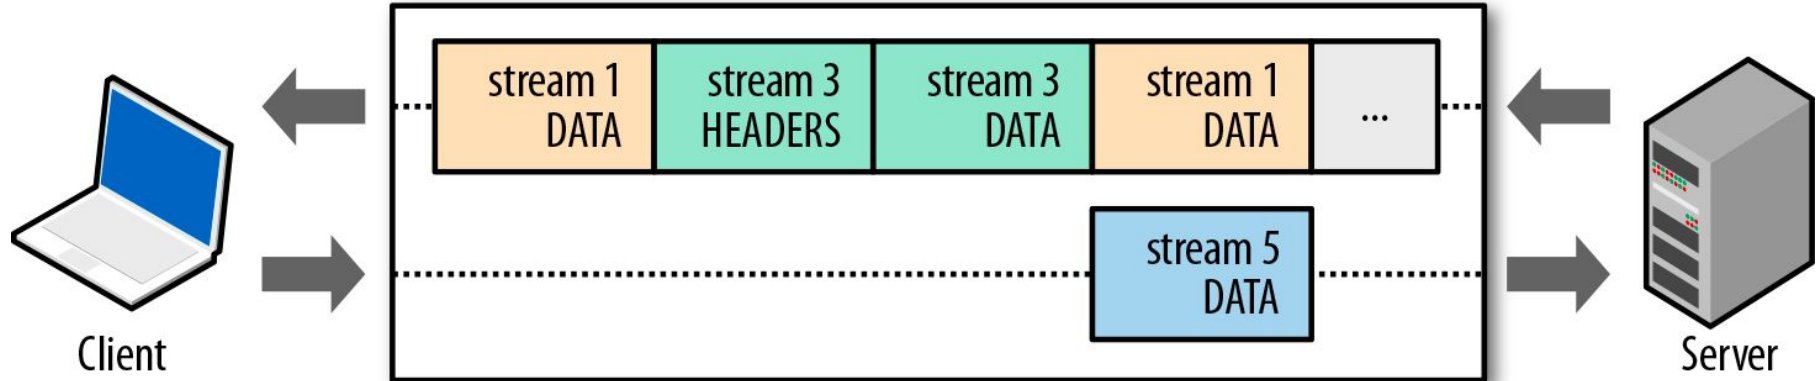 stream 1
DATA
stream 3
HEADERS
stream 3
DATA
stream 1
DATA
...
stream 5
DATA
Client
Server